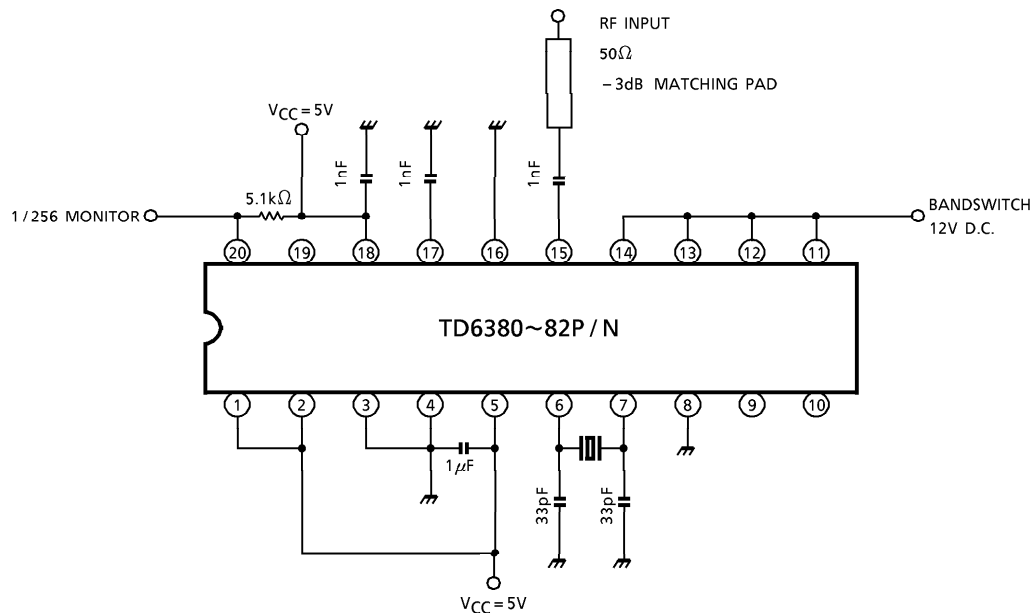 RF INPUT
50Ω
−3dB MATCHING PAD
VCC=5V
1nF
1nF
1nF
5.1kΩ
1/256 MONITOR
BANDSWITCH
12V D.C.
20 19 18 17 16 15 14 13 12 11
TD6380~82P/N
1 2 3 4 5 6 7 8 9 10
1μF
33pF
33pF
VCC=5V